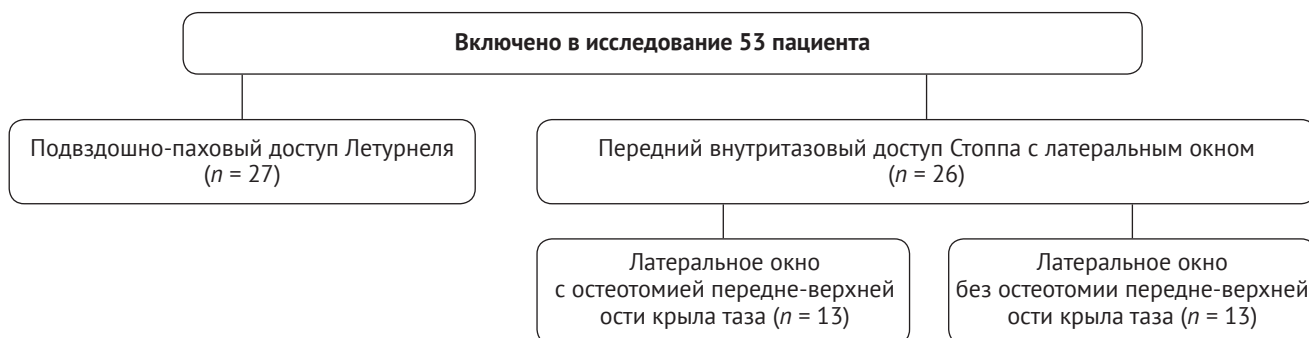 Включено в исследование 53 пациента
Подвздошно-паховый доступ Летурнеля
(n = 27)
Передний внутритазовый доступ Стоппа с латеральным окном
(n = 26)
Латеральное окно
с остеотомией передне-верхней
ости крыла таза (n = 13)
Латеральное окно
без остеотомии передне-верхней
ости крыла таза (n = 13)